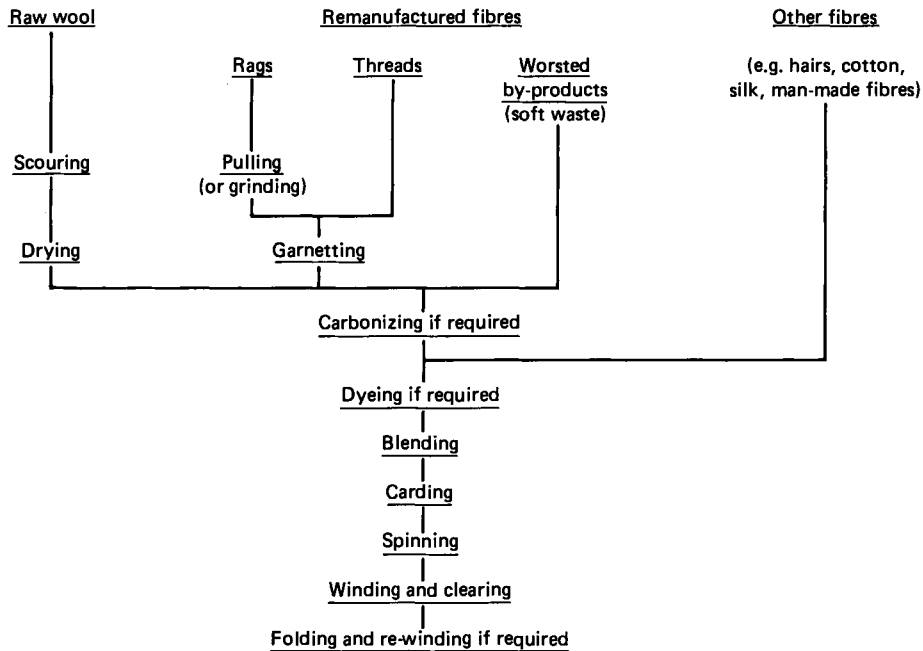 Raw wool
Remanufactured fibres
Other fibres
Rags
Threads
Worsted
by-products
(soft waste)
(e.g. hairs, cotton,
silk, man-made fibres)
Scouring
Pulling
(or grinding)
Drying
Garnetting
Carbonizing if required
Dyeing if required
Blending
Carding
Spinning
Winding and clearing
Folding and re-winding if required